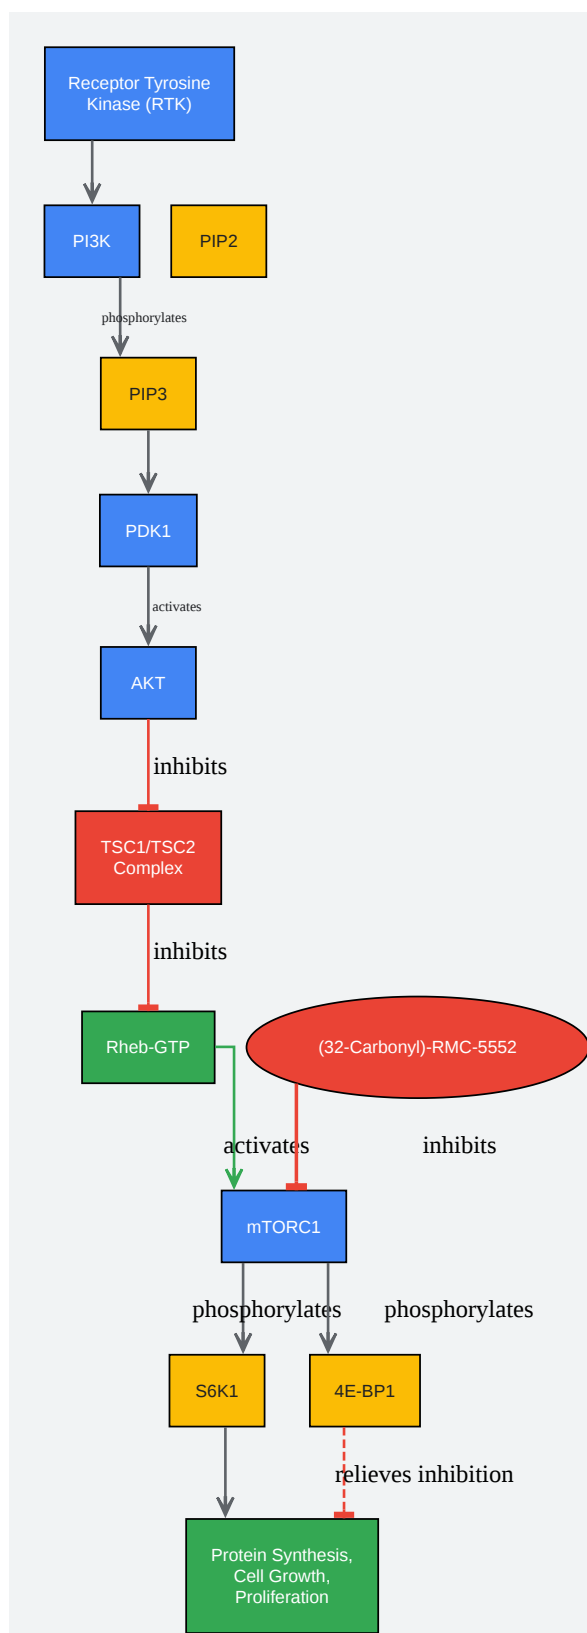 Receptor Tyrosine
Kinase (RTK)
PI3K
PIP2
phosphorylates
PIP3
PDK1
activates
AKT
inhibits
TSC1/TSC2
Complex
inhibits
Rheb-GTP
(32-Carbonyl)-RMC-5552
activates
inhibits
mTORC1
phosphorylates
phosphorylates
S6K1
4E-BP1
relieves inhibition
Protein Synthesis,
Cell Growth,
Proliferation